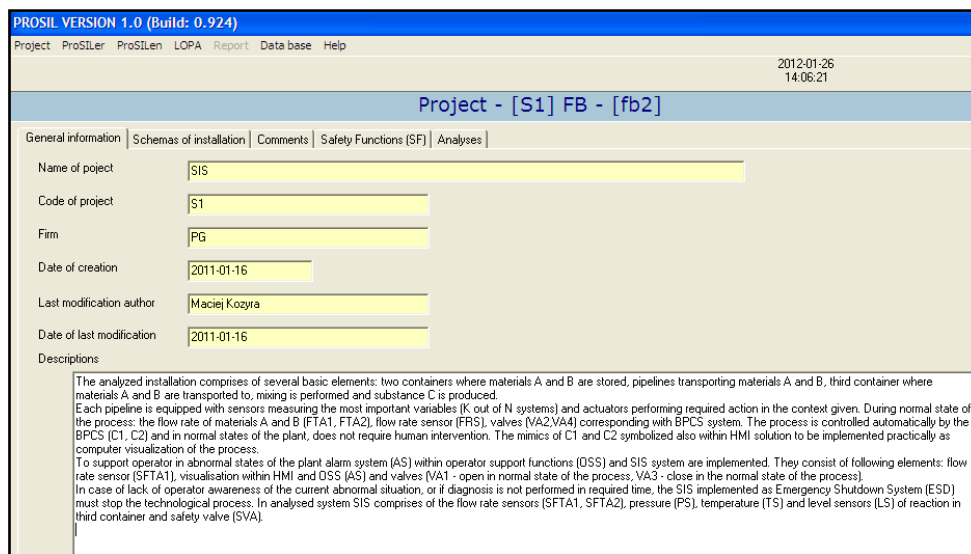 PROSIL VERSION 1.0 (Build: 0.924)
Project ProSILer ProSILen LOPA Report Data base Help
2012-01-26
14:06:21
Project - [S1] FB - [fb2]
General information Schemas of installation Comments Safety Functions (SF) Analyses
Name of poject SIS
Code of project S1
Firm PG
Date of creation 2011-01-16
Last modification author Maciej Kozyra
Date of last modification 2011-01-16
Descriptions
The analyzed installation comprises of several basic elements: two containers where materials A and B are stored, pipelines transporting materials A and B, third container where
materials A and B are transported to, mixing is performed and substance C is produced.
Each pipeline is equipped with sensors measuring the most important variables (K out of N systems) and actuators performing required action in the context given. During normal state of
the process: the flow rate of materials A and B (FTA1, FTA2), flow rate sensor (FRS), valves (VA2,VA4) corresponding with BPCS system. The process is controlled automatically by the
BPCS (C1, C2) and in normal states of the plant, does not require human intervention. The mimics of C1 and C2 symbolized also within HMI solution to be implemented practically as
computer visualization of the process.
To support operator in abnormal states of the plant alarm system (AS) within operator support functions (OSS) and SIS system are implemented. They consist of following elements: flow
rate sensor (SFTA1), visualisation within HMI and OSS (AS) and valves (VA1 - open in normal state of the process, VA3 - close in the normal state of the process).
In case of lack of operator awareness of the current abnormal situation, or if diagnosis is not performed in required time, the SIS implemented as Emergency Shutdown System (ESD)
must stop the technological process. In analysed system SIS comprises of the flow rate sensors (SFTA1, SFTA2), pressure (PS), temperature (TS) and level sensors (LS) of reaction in
third container and safety valve (SVA).